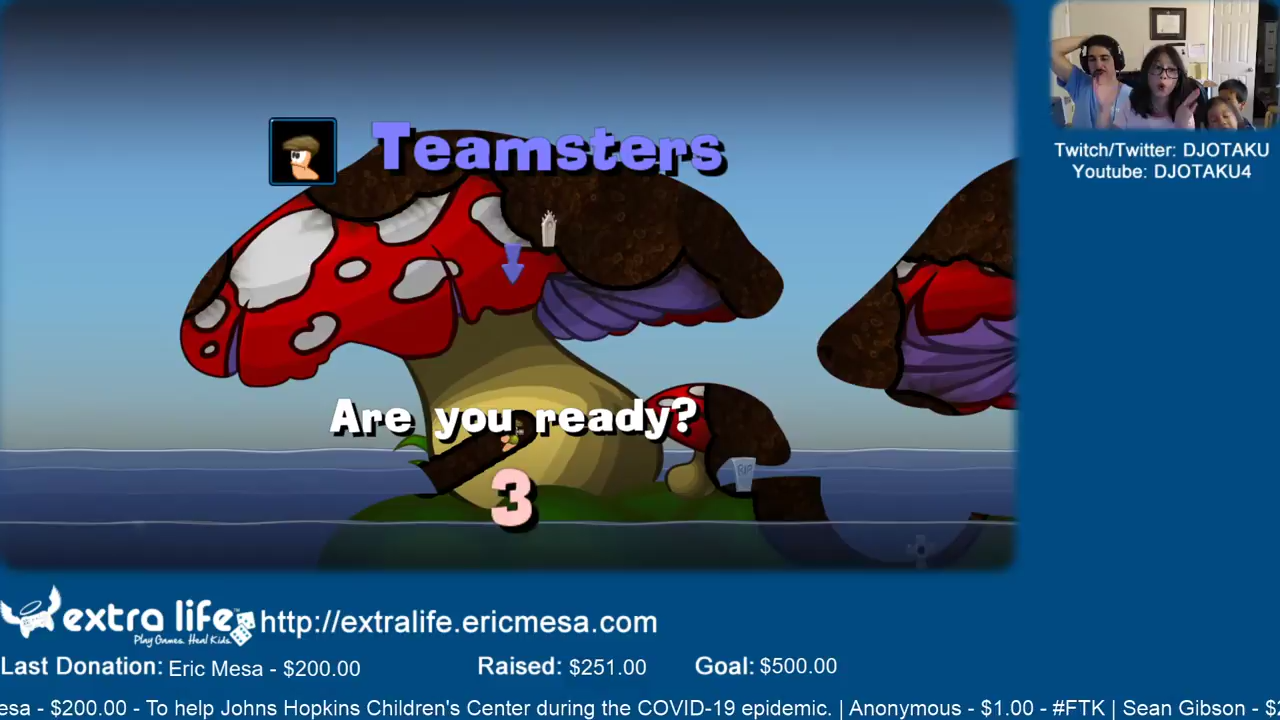 Teamsters
Twitch/Twitter: DJOTAKU
Youtube: DJOTAKU4
Are you ready?
RIP
3
extra life
Play Games. Heal Kids.
http://extralife.ericmesa.com
Last Donation: Eric Mesa - $200.00
Raised: $251.00
Goal: $500.00
esa - $200.00 - To help Johns Hopkins Children's Center during the COVID-19 epidemic. | Anonymous - $1.00 - #FTK | Sean Gibson -